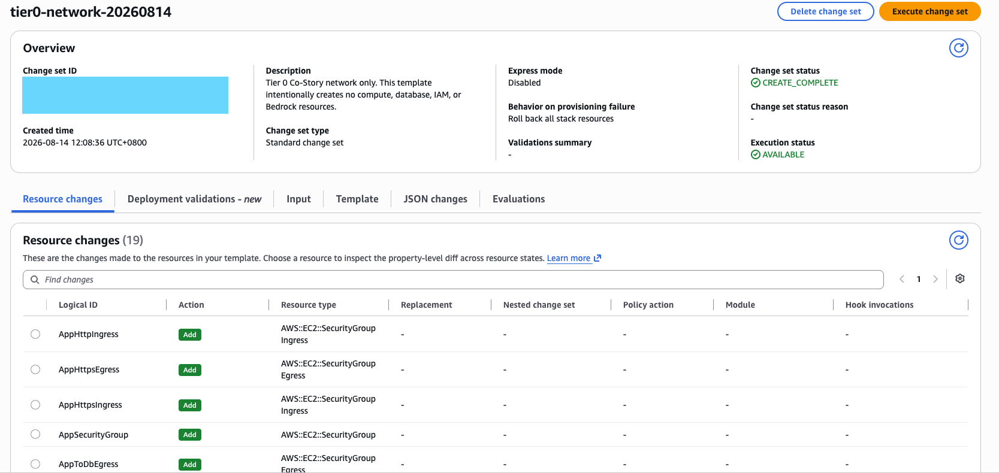 tier0-network-20260814
Delete change set
Execute change set
Overview
Change set ID
Created time
2026-08-14 12:08:36 UTC+0800
Description
Tier 0 Co-Story network only. This template
intentionally creates no compute, database, IAM, or
Bedrock resources.
Change set type
Standard change set
Express mode
Disabled
Behavior on provisioning failure
Roll back all stack resources
Validations summary
-
Change set status
CREATE_COMPLETE
Change set status reason
-
Execution status
AVAILABLE
Resource changes
Deployment validations - new
Input
Template
JSON changes
Evaluations
Resource changes (19)
These are the changes made to the resources in your template. Choose a resource to inspect the property-level diff across resource states. Learn more
Find changes
1
Logical ID Action Resource type Replacement Nested change set Policy action Module Hook invocations
AppHttpIngress Add AWS::EC2::SecurityGroup - - - - -
Ingress
AppHttpsEgress Add AWS::EC2::SecurityGroup - - - - -
Egress
AppHttpsIngress Add AWS::EC2::SecurityGroup - - - - -
Ingress
AppSecurityGroup Add AWS::EC2::SecurityGroup - - - - -
AppToDbEgress Add AWS::EC2::SecurityGroup - - - - -
Egress